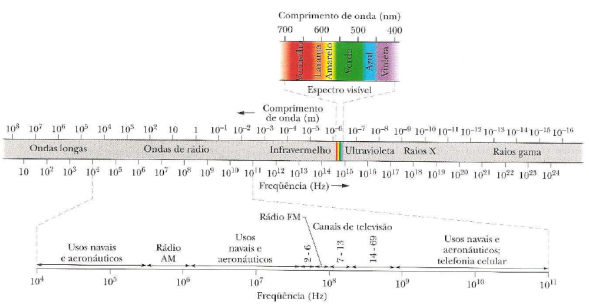 Comprimento de onda (nm)
700 600 500 400
Vermelho Laranja Amarelo Verde Azul Violeta
Espectro visível
Comprimento
de onda (m)
10⁸ 10⁷ 10⁶ 10⁵ 10⁴ 10³ 10² 10 1 10⁻¹ 10⁻² 10⁻³ 10⁻⁴ 10⁻⁵ 10⁻⁶ 10⁻⁷ 10⁻⁸ 10⁻⁹ 10⁻¹⁰ 10⁻¹¹ 10⁻¹² 10⁻¹³ 10⁻¹⁴ 10⁻¹⁵ 10⁻¹⁶
Ondas longas Ondas de rádio Infravermelho Ultravioleta Raios X Raios gama
10 10² 10³ 10⁴ 10⁵ 10⁶ 10⁷ 10⁸ 10⁹ 10¹⁰ 10¹¹ 10¹² 10¹³ 10¹⁴ 10¹⁵ 10¹⁶ 10¹⁷ 10¹⁸ 10¹⁹ 10²⁰ 10²¹ 10²² 10²³ 10²⁴
Freqüência (Hz)
Rádio FM
Canais de televisão
Usos navais
e aeronáuticos
Rádio
AM
Usos
navais e
aeronáuticos
2 - 6
7 - 13
14 - 69
Usos navais e
aeronáuticos;
telefonia celular
10⁴ 10⁵ 10⁶ 10⁷ 10⁸ 10⁹ 10¹⁰ 10¹¹
Freqüência (Hz)